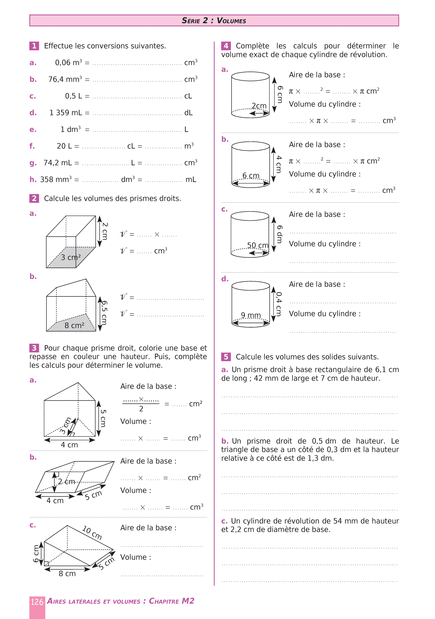 SÉRIE 2 : VOLUMES
1 Effectue les conversions suivantes.
a. 0,06 m³ = ........ cm³
b. 76,4 mm³ = ........ cm³
c. 0,5 L = ........ cL
d. 1 359 mL = ........ dL
e. 1 dm³ = ........ L
f. 20 L = ........ cL = ........ m³
g. 74,2 mL = ........ L = ........ cm³
h. 358 mm³ = ........ dm³ = ........ mL
2 Calcule les volumes des prismes droits.
a.
2 cm
3 cm²
𝒱 = ........ × ........
𝒱 = ........ cm³
b.
6,5 cm
8 cm²
𝒱 = ........
𝒱 = ........
3 Pour chaque prisme droit, colorie une base et
repasse en couleur une hauteur. Puis, complète
les calculs pour déterminer le volume.
a.
3 cm
5 cm
4 cm
Aire de la base :
........×........ / 2 = ........ cm²
Volume :
........ × ........ = ........ cm³
b.
2 cm
4 cm
5 cm
Aire de la base :
........ × ........ = ........ cm²
Volume :
........ × ........ = ........ cm³
c.
10 cm
6 cm
5 cm
8 cm
Aire de la base :
........
Volume :
........
4 Complète les calculs pour déterminer le
volume exact de chaque cylindre de révolution.
a.
2cm
6 cm
Aire de la base :
π × ........² = ........ × π cm²
Volume du cylindre :
........ × π × ........ = ........ cm³
b.
6 cm
4 cm
Aire de la base :
π × ........² = ........ × π cm²
Volume du cylindre :
........ × π × ........ = ........ cm³
c.
50 cm
6 dm
Aire de la base :
........
Volume du cylindre :
........
d.
9 mm
0,4 cm
Aire de la base :
........
Volume du cylindre :
........
5 Calcule les volumes des solides suivants.
a. Un prisme droit à base rectangulaire de 6,1 cm
de long ; 42 mm de large et 7 cm de hauteur.
........
........
........
b. Un prisme droit de 0,5 dm de hauteur. Le
triangle de base a un côté de 0,3 dm et la hauteur
relative à ce côté est de 1,3 dm.
........
........
........
c. Un cylindre de révolution de 54 mm de hauteur
et 2,2 cm de diamètre de base.
........
........
........
126 AIRES LATÉRALES ET VOLUMES : CHAPITRE M2